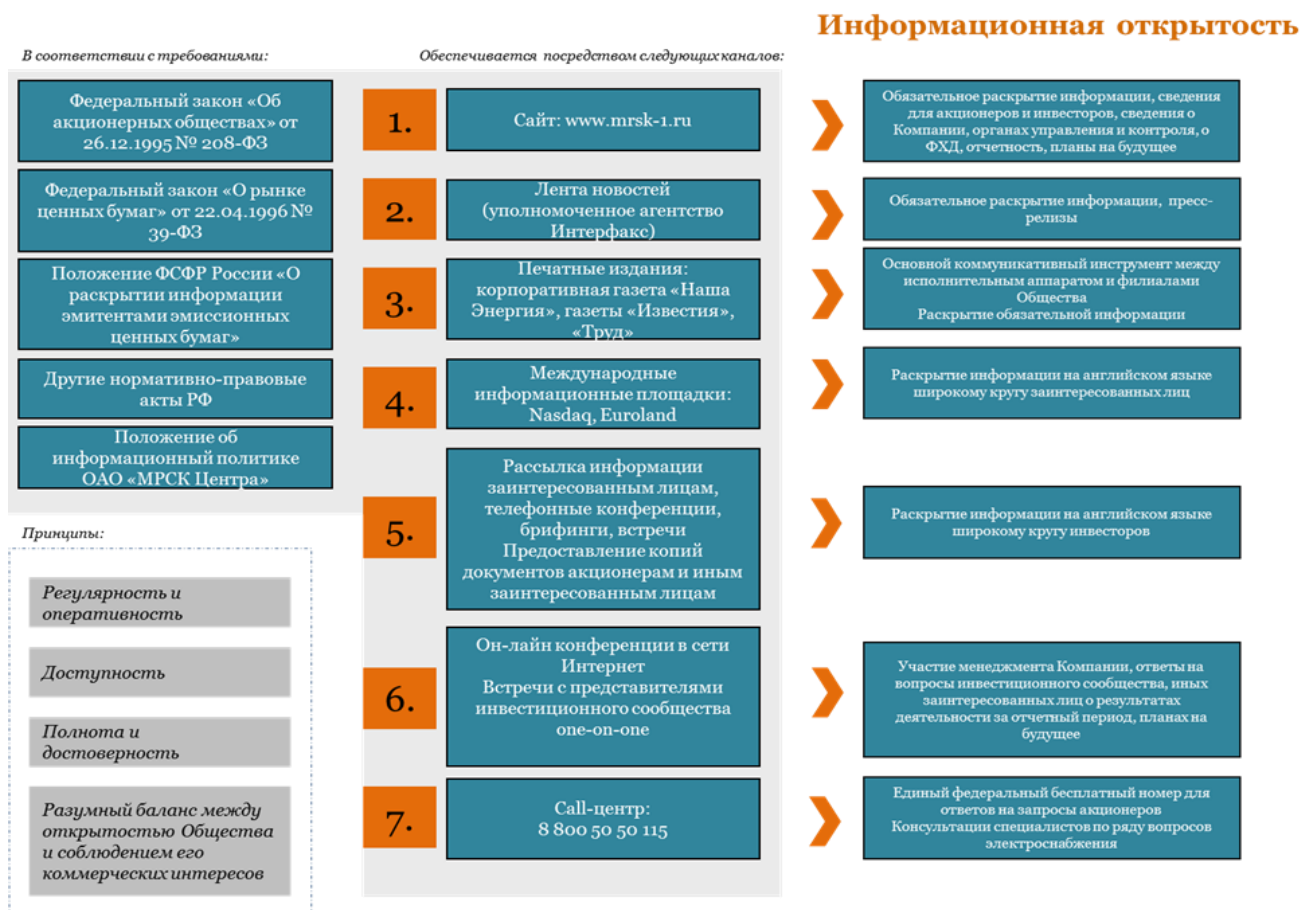 Информационная открытость
В соответствии с требованиями:
Федеральный закон «Об
акционерных обществах» от
26.12.1995 № 208-ФЗ
Федеральный закон «О рынке
ценных бумаг» от 22.04.1996 №
39-ФЗ
Положение ФСФР России «О
раскрытии информации
эмитентами эмиссионных
ценных бумаг»
Другие нормативно-правовые
акты РФ
Положение об
информационный политике
ОАО «МРСК Центра»
Принципы:
Регулярность и
оперативность
Доступность
Полнота и
достоверность
Разумный баланс между
открытостью Общества
и соблюдением его
коммерческих интересов
Обеспечивается посредством следующих каналов:
1.
Сайт: www.mrsk-1.ru
Обязательное раскрытие информации, сведения
для акционеров и инвесторов, сведения о
Компании, органах управления и контроля, о
ФХД, отчетность, планы на будущее
2.
Лента новостей
(уполномоченное агентство
Интерфакс)
Обязательное раскрытие информации, пресс-
релизы
3.
Печатные издания:
корпоративная газета «Наша
Энергия», газеты «Известия»,
«Труд»
Основной коммуникативный инструмент между
исполнительным аппаратом и филиалами
Общества
Раскрытие обязательной информации
4.
Международные
информационные площадки:
Nasdaq, Euroland
Раскрытие информации на английском языке
широкому кругу заинтересованных лиц
5.
Рассылка информации
заинтересованным лицам,
телефонные конференции,
брифинги, встречи
Предоставление копий
документов акционерам и иным
заинтересованным лицам
Раскрытие информации на английском языке
широкому кругу инвесторов
6.
Он-лайн конференции в сети
Интернет
Встречи с представителями
инвестиционного сообщества
one-on-one
Участие менеджмента Компании, ответы на
вопросы инвестиционного сообщества, иных
заинтересованных лиц о результатах
деятельности за отчетный период, планах на
будущее
7.
Call-центр:
8 800 50 50 115
Единый федеральный бесплатный номер для
ответов на запросы акционеров
Консультации специалистов по ряду вопросов
электроснабжения